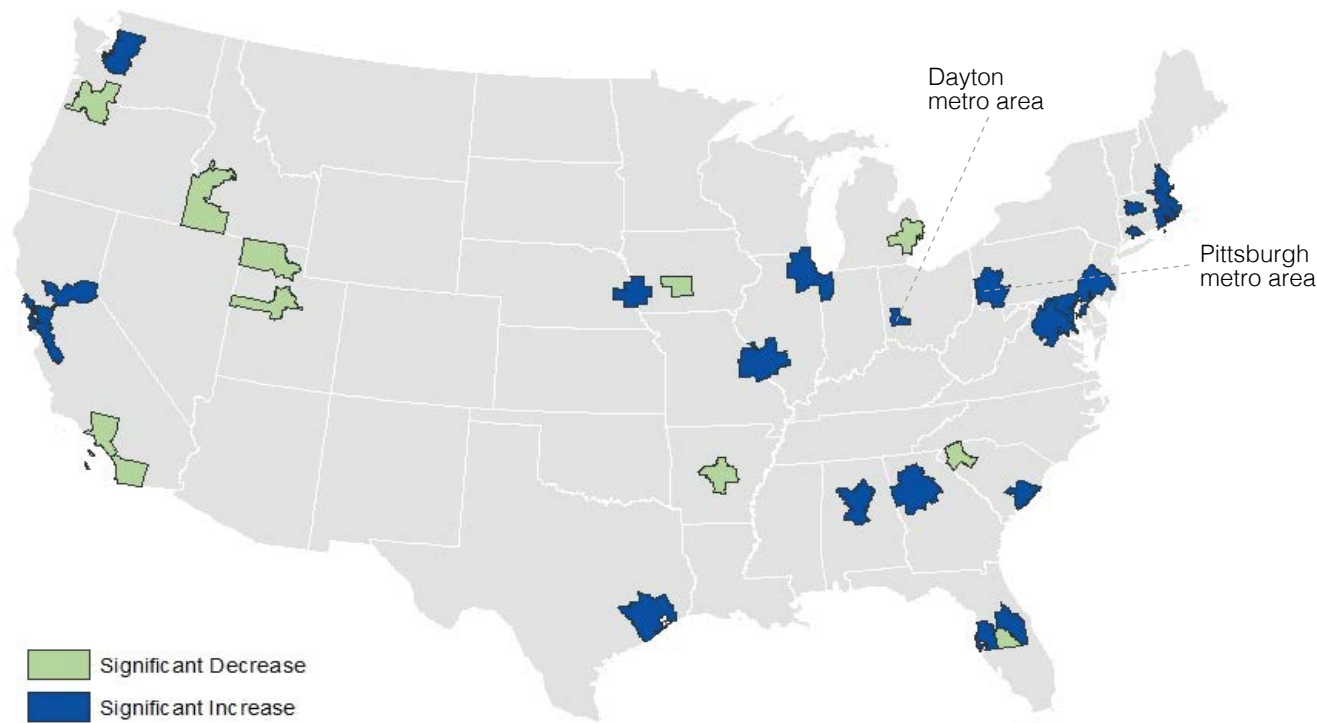 Dayton
metro area
Pittsburgh
metro area
Significant Decrease
Significant Increase